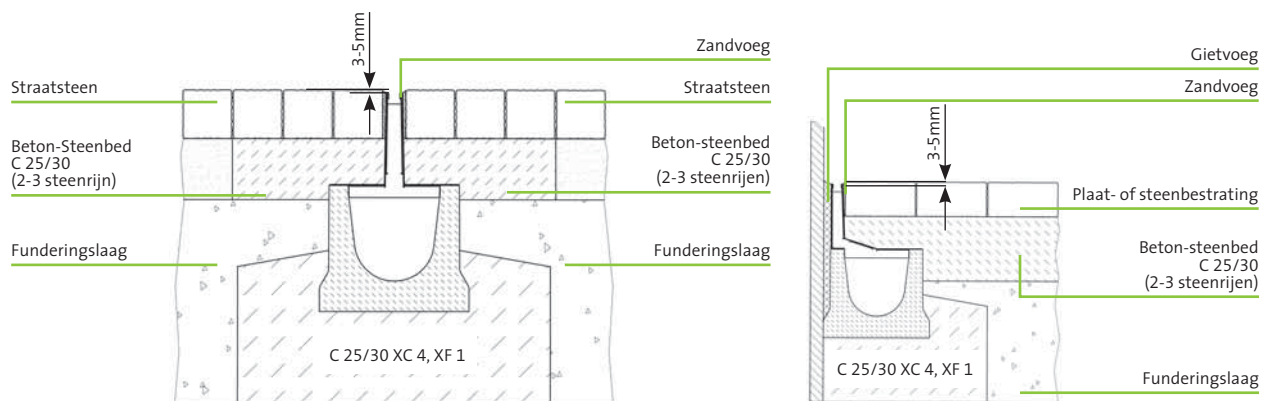 3-5mm
Zandvoeg
Straatsteen
Straatsteen
Beton-Steenbed
C 25/30
(2-3 steenrijn)
Beton-steenbed
C 25/30
(2-3 steenrijen)
Funderingslaag
Funderingslaag
C 25/30 XC 4, XF 1
Gietvoeg
Zandvoeg
3-5mm
Plaat- of steenbestrating
Beton-steenbed
C 25/30
(2-3 steenrijen)
C 25/30 XC 4, XF 1
Funderingslaag